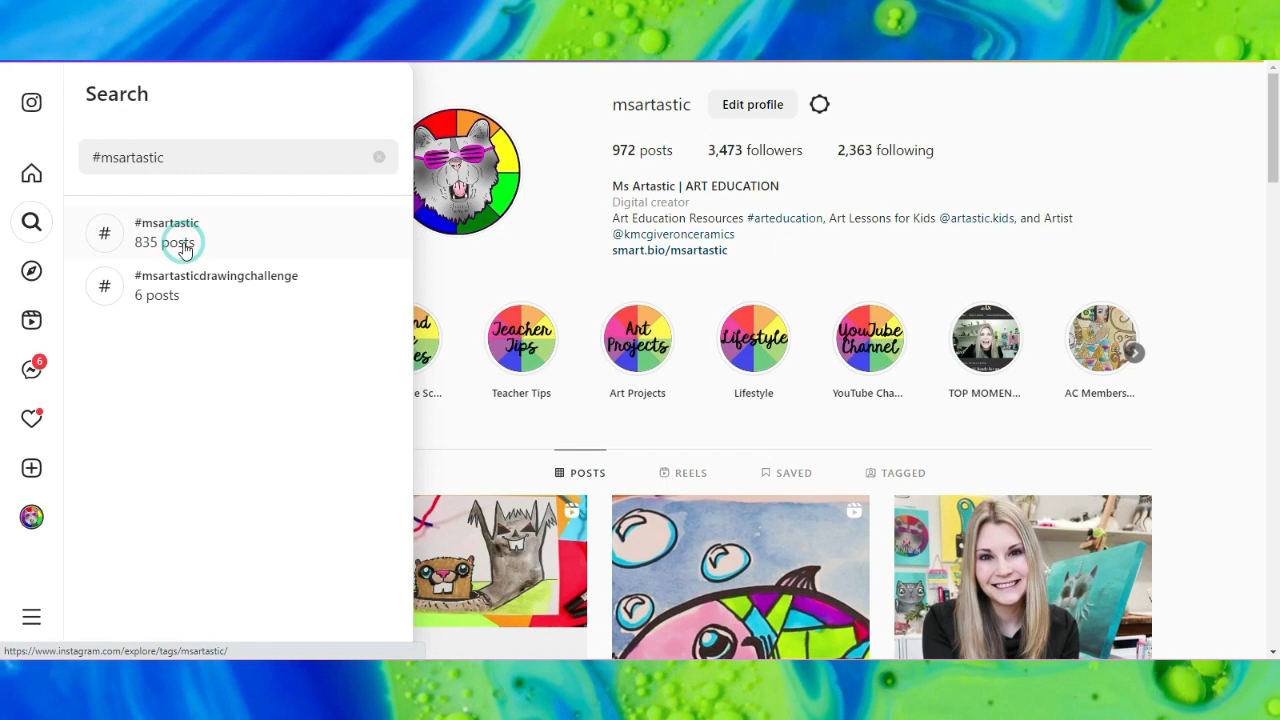 Search
#msartastic
#msartastic
835 posts
#msartasticdrawingchallenge
6 posts
6
https://www.instagram.com/explore/tags/msartastic/
msartastic
Edit profile
972 posts 3,473 followers 2,363 following
Ms Artastic | ART EDUCATION
Digital creator
Art Education Resources #arteducation, Art Lessons for Kids @artastic.kids, and Artist
@kmcgiveronceramics
smart.bio/msartastic
Teacher
Tips
Art
Projects
Lifestyle
YouTube
Channel
e Sc...
Teacher Tips
Art Projects
Lifestyle
YouTube Cha...
TOP MOMEN...
AC Members...
POSTS
REELS
SAVED
TAGGED